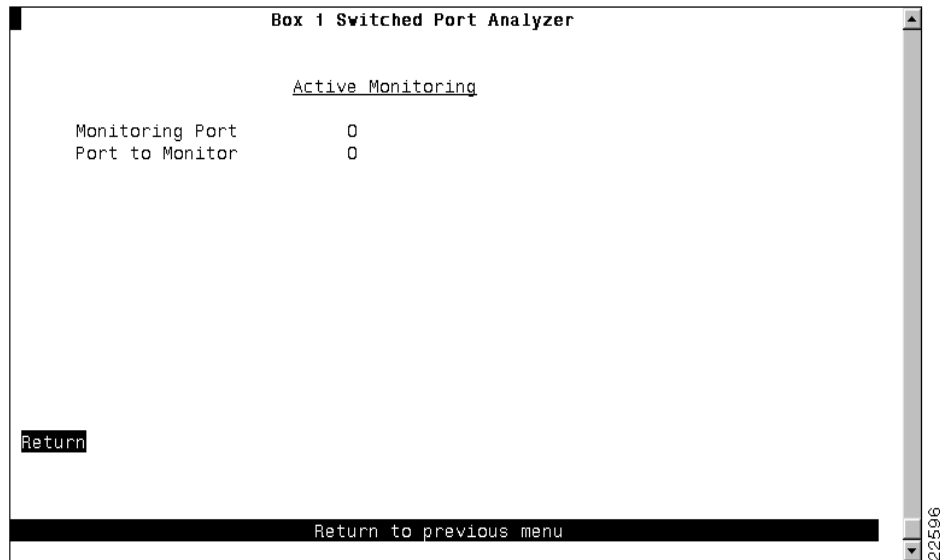 Box 1 Switched Port Analyzer
Active Monitoring
Monitoring Port 0
Port to Monitor 0
Return
Return to previous menu
22596